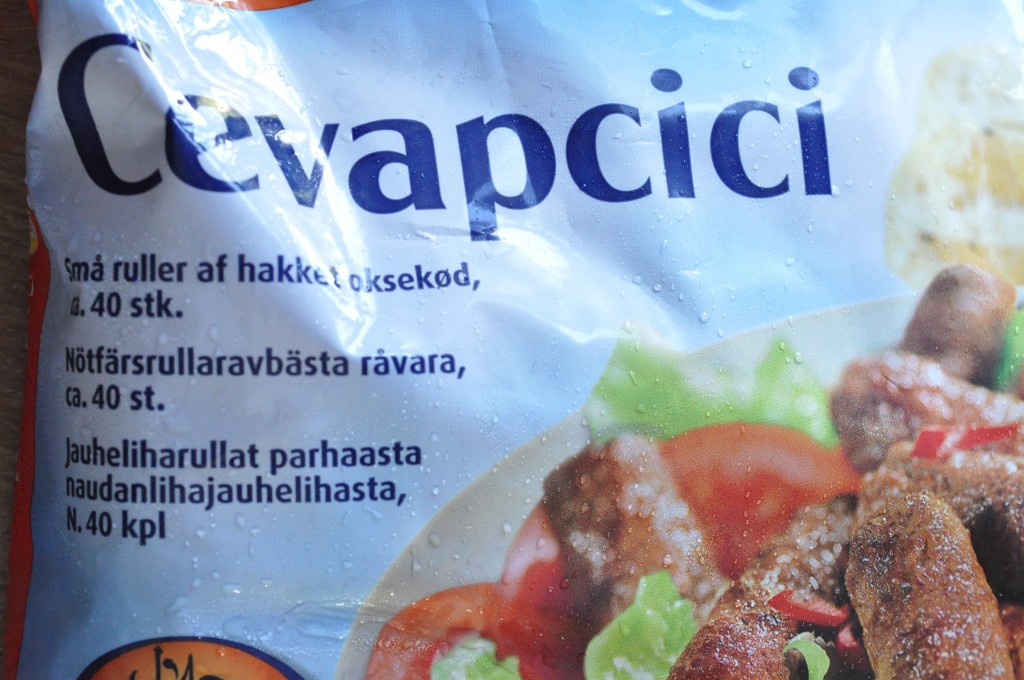 Cevapcici
Små ruller af hakket oksekød,
ca. 40 stk.
Nötfärsrullaravbästa råvara,
ca. 40 st.
Jauheliharullat parhaasta
naudanlihajauhelihasta,
N. 40 kpl